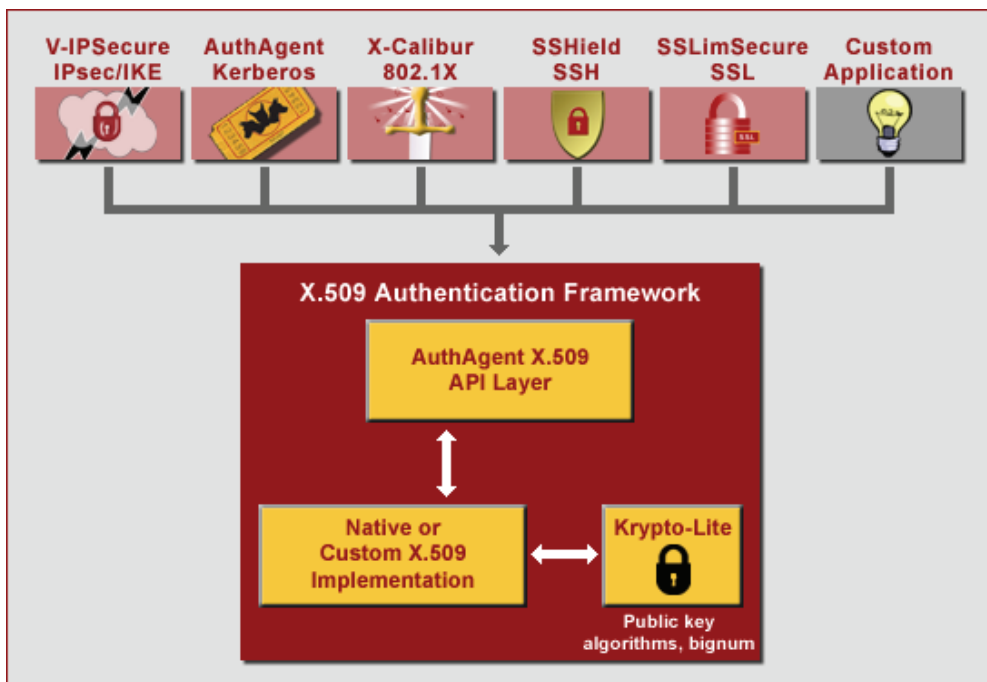 V-IPSecure
IPsec/IKE
AuthAgent
Kerberos
X-Calibur
802.1X
SSHield
SSH
SSLimSecure
SSL
Custom
Application
SSL
X.509 Authentication Framework
AuthAgent X.509
API Layer
Native or
Custom X.509
Implementation
Krypto-Lite
Public key
algorithms, bignum